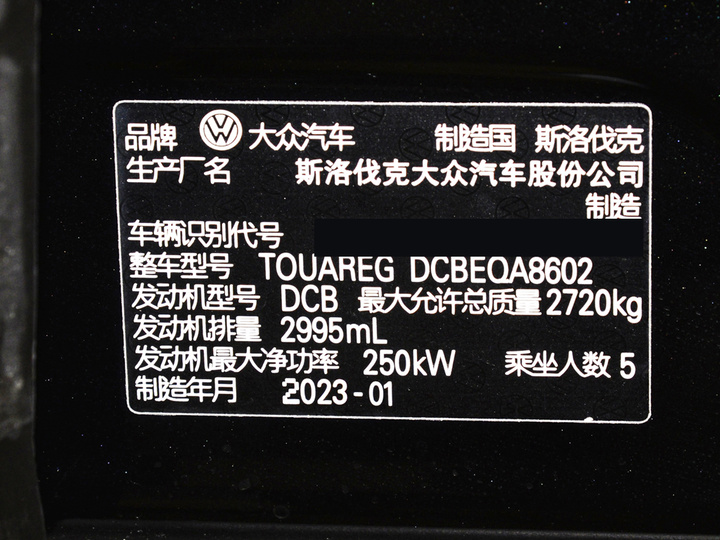 品牌 大众汽车 制造国 斯洛伐克
生产厂名 斯洛伐克大众汽车股份公司
制造
车辆识别代号
整车型号 TOUAREG DCBEQA8602
发动机型号 DCB 最大允许总质量 2720kg
发动机排量 2995mL
发动机最大净功率 250kW 乘坐人数 5
制造年月 2023-01